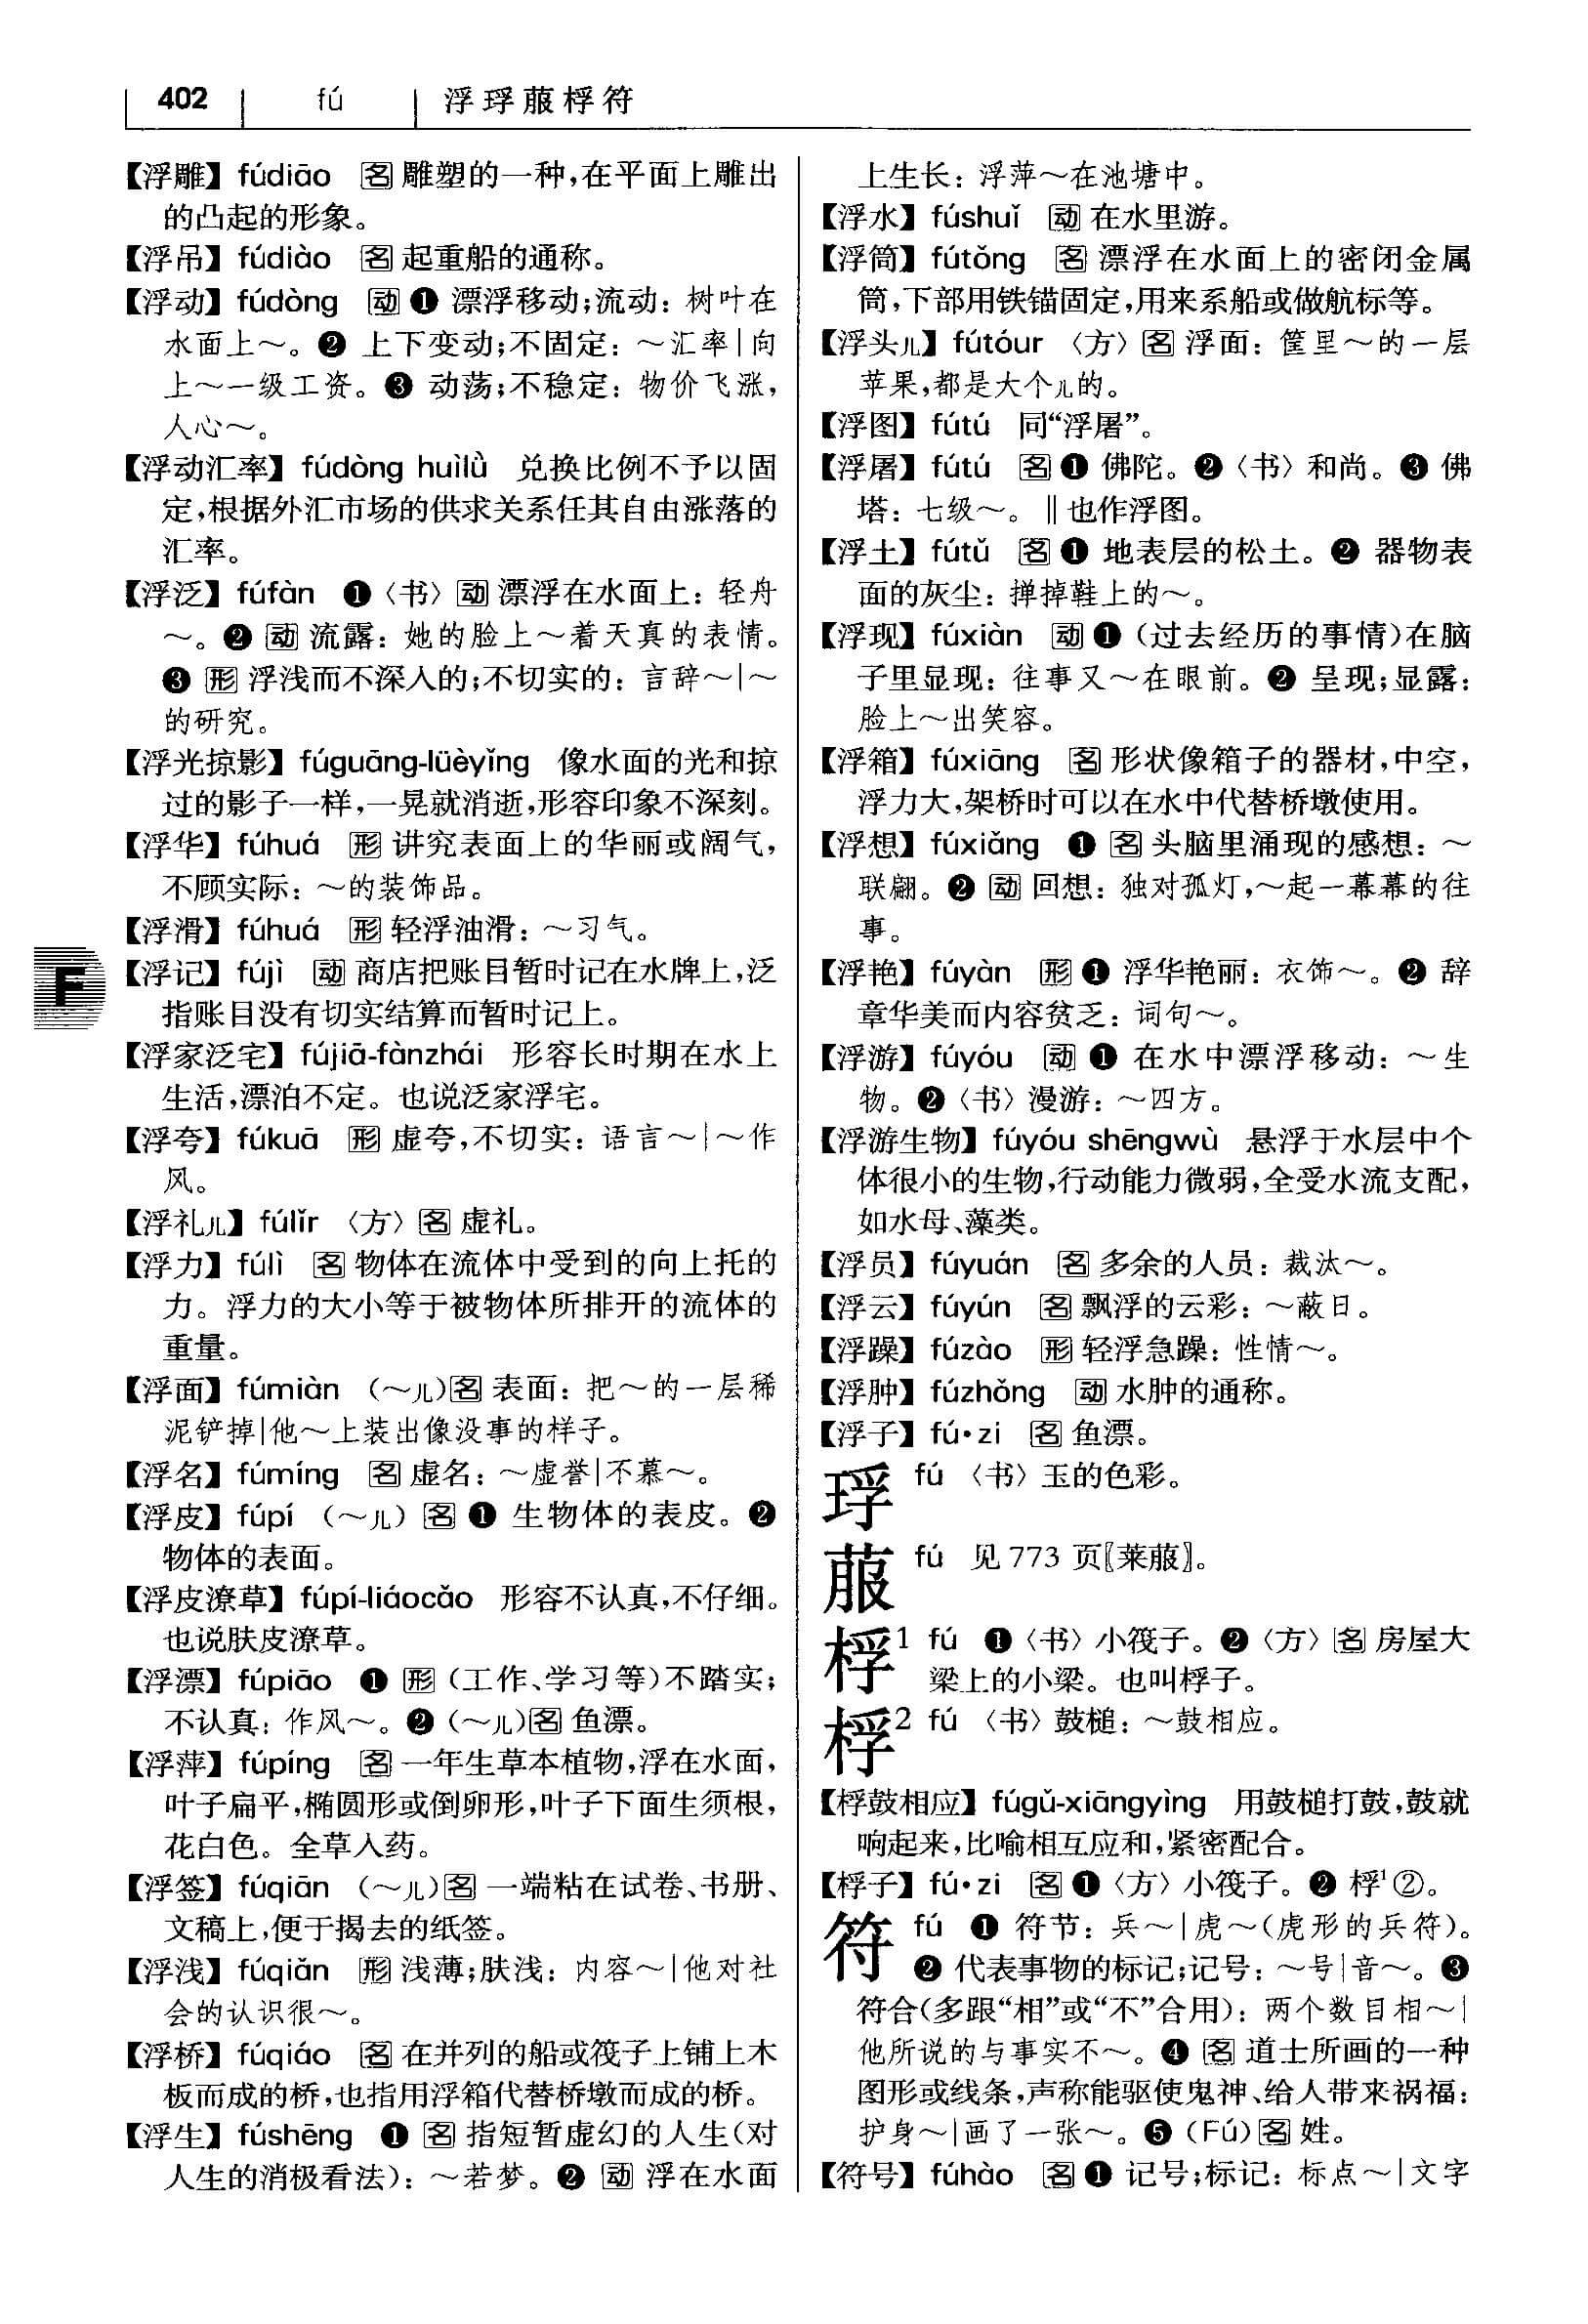 402 fú 浮琈菔桴符
【浮雕】 fúdiāo 名 雕塑的一种,在平面上雕出
的凸起的形象。
【浮吊】 fúdiào 名 起重船的通称。
【浮动】 fúdòng 动 ❶ 漂浮移动;流动:树叶在
水面上~。❷ 上下变动;不固定:~汇率|向
上~一级工资。❸ 动荡;不稳定:物价飞涨,
人心~。
【浮动汇率】 fúdòng huìlǜ 兑换比例不予以固
定,根据外汇市场的供求关系任其自由涨落的
汇率。
【浮泛】 fúfàn ❶〈书〉动 漂浮在水面上:轻舟
~。❷ 动 流露:她的脸上~着天真的表情。
❸ 形 浮浅而不深入的;不切实的:言辞~|~
的研究。
【浮光掠影】 fúguāng-lüèyǐng 像水面的光和掠
过的影子一样,一晃就消逝,形容印象不深刻。
【浮华】 fúhuá 形 讲究表面上的华丽或阔气,
不顾实际:~的装饰品。
【浮滑】 fúhuá 形 轻浮油滑:~习气。
【浮记】 fújì 动 商店把账目暂时记在水牌上,泛
指账目没有切实结算而暂时记上。
【浮家泛宅】 fújiā-fànzhái 形容长时期在水上
生活,漂泊不定。也说泛家浮宅。
【浮夸】 fúkuā 形 虚夸,不切实:语言~|~作
风。
【浮礼儿】 fúlǐr 〈方〉名 虚礼。
【浮力】 fúlì 名 物体在流体中受到的向上托的
力。浮力的大小等于被物体所排开的流体的
重量。
【浮面】 fúmiàn (~儿)名 表面:把~的一层稀
泥铲掉|他~上装出像没事的样子。
【浮名】 fúmíng 名 虚名:~虚誉|不慕~。
【浮皮】 fúpí (~儿) 名 ❶ 生物体的表皮。❷
物体的表面。
【浮皮潦草】 fúpí-liáocǎo 形容不认真,不仔细。
也说肤皮潦草。
【浮漂】 fúpiāo ❶ 形 (工作、学习等)不踏实;
不认真:作风~。❷ (~儿)名 鱼漂。
【浮萍】 fúpíng 名 一年生草本植物,浮在水面,
叶子扁平,椭圆形或倒卵形,叶子下面生须根,
花白色。全草入药。
【浮签】 fúqiān (~儿)名 一端粘在试卷、书册、
文稿上,便于揭去的纸签。
【浮浅】 fúqiǎn 形 浅薄;肤浅:内容~|他对社
会的认识很~。
【浮桥】 fúqiáo 名 在并列的船或筏子上铺上木
板而成的桥,也指用浮箱代替桥墩而成的桥。
【浮生】 fúshēng ❶ 名 指短暂虚幻的人生(对
人生的消极看法):~若梦。❷ 动 浮在水面
上生长:浮萍~在池塘中。
【浮水】 fúshuǐ 动 在水里游。
【浮筒】 fútǒng 名 漂浮在水面上的密闭金属
筒,下部用铁锚固定,用来系船或做航标等。
【浮头儿】 fútóur 〈方〉名 浮面:筐里~的一层
苹果,都是大个儿的。
【浮图】 fútú 同“浮屠”。
【浮屠】 fútú 名 ❶ 佛陀。❷〈书〉和尚。❸ 佛
塔:七级~。‖也作浮图。
【浮土】 fútǔ 名 ❶ 地表层的松土。❷ 器物表
面的灰尘:掸掉鞋上的~。
【浮现】 fúxiàn 动 ❶ (过去经历的事情)在脑
子里显现:往事又~在眼前。❷ 呈现;显露:
脸上~出笑容。
【浮箱】 fúxiāng 名 形状像箱子的器材,中空,
浮力大,架桥时可以在水中代替桥墩使用。
【浮想】 fúxiǎng ❶ 名 头脑里涌现的感想:~
联翩。❷ 动 回想:独对孤灯,~起一幕幕的往
事。
【浮艳】 fúyàn 形 ❶ 浮华艳丽:衣饰~。❷ 辞
章华美而内容贫乏:词句~。
【浮游】 fúyóu 动 ❶ 在水中漂浮移动:~生
物。❷〈书〉漫游:~四方。
【浮游生物】 fúyóu shēngwù 悬浮于水层中个
体很小的生物,行动能力微弱,全受水流支配,
如水母、藻类。
【浮员】 fúyuán 名 多余的人员:裁汰~。
【浮云】 fúyún 名 飘浮的云彩:~蔽日。
【浮躁】 fúzào 形 轻浮急躁:性情~。
【浮肿】 fúzhǒng 动 水肿的通称。
【浮子】 fú•zi 名 鱼漂。
琈 fú 〈书〉玉的色彩。
菔 fú 见 773 页〖莱菔〗。
桴1 fú ❶〈书〉小筏子。❷〈方〉名 房屋大
梁上的小梁。也叫桴子。
桴2 fú 〈书〉鼓槌:~鼓相应。
【桴鼓相应】 fúgǔ-xiāngyìng 用鼓槌打鼓,鼓就
响起来,比喻相互应和,紧密配合。
【桴子】 fú•zi 名 ❶〈方〉小筏子。❷ 桴¹②。
符 fú ❶ 符节:兵~|虎~(虎形的兵符)。
❷ 代表事物的标记;记号:~号|音~。❸
符合(多跟“相”或“不”合用):两个数目相~|
他所说的与事实不~。❹ 名 道士所画的一种
图形或线条,声称能驱使鬼神、给人带来祸福:
护身~|画了一张~。❺ (Fú)名 姓。
【符号】 fúhào 名 ❶ 记号;标记:标点~|文字
F